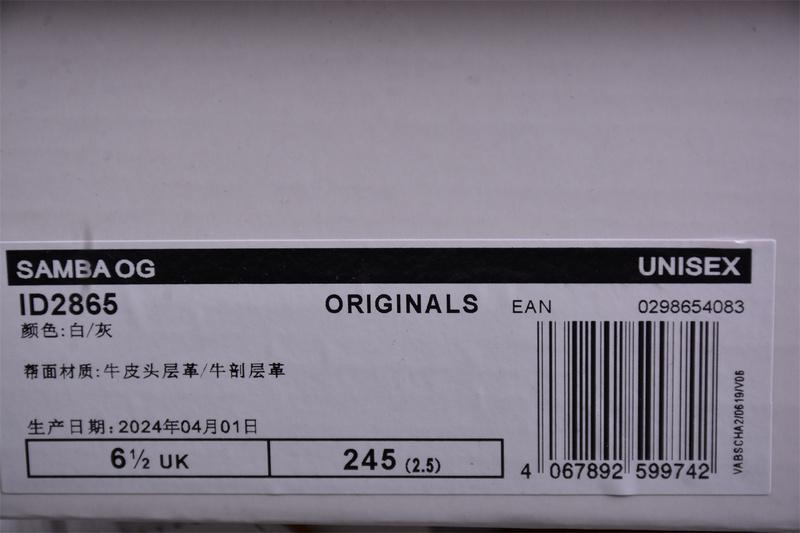 SAMBA OG UNISEX
ID2865 ORIGINALS EAN 0298654083
颜色:白/灰
帮面材质:牛皮头层革/牛剖层革
生产日期:2024年04月01日
6½ UK 245 (2.5)
4 067892 599742
VABSCHA2/0619/V06